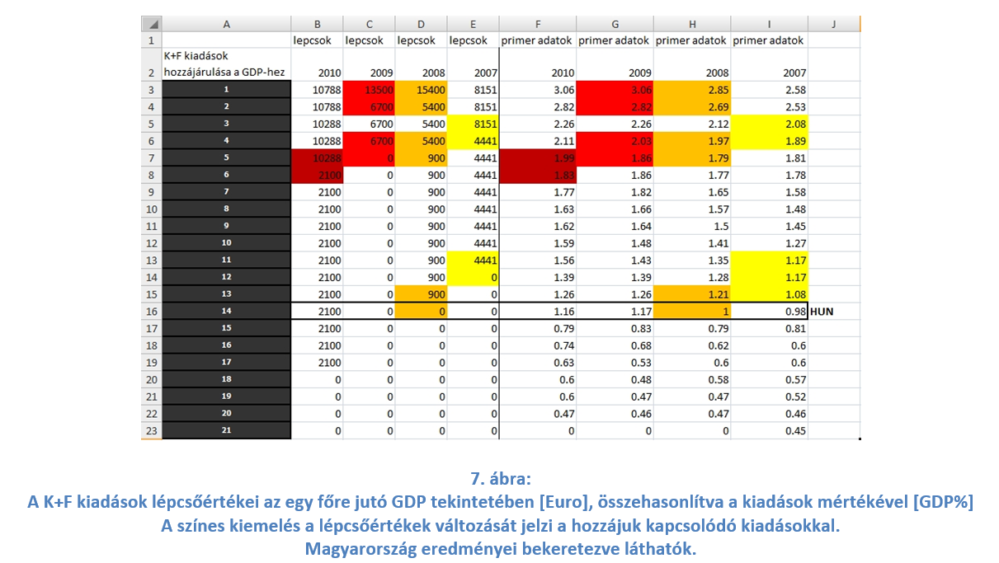 A B C D E F G H I J
1 lepcsok lepcsok lepcsok lepcsok primer adatok primer adatok primer adatok primer adatok
K+F kiadások
2 hozzájárulása a GDP-hez 2010 2009 2008 2007 2010 2009 2008 2007
3 1 10788 13500 15400 8151 3.06 3.06 2.85 2.58
4 2 10788 6700 5400 8151 2.82 2.82 2.69 2.53
5 3 10288 6700 5400 8151 2.26 2.26 2.12 2.08
6 4 10288 6700 5400 4441 2.11 2.03 1.97 1.89
7 5 10288 0 900 4441 1.99 1.86 1.79 1.81
8 6 2100 0 900 4441 1.83 1.86 1.77 1.78
9 7 2100 0 900 4441 1.77 1.82 1.65 1.58
10 8 2100 0 900 4441 1.63 1.66 1.57 1.48
11 9 2100 0 900 4441 1.62 1.64 1.5 1.45
12 10 2100 0 900 4441 1.59 1.48 1.41 1.27
13 11 2100 0 900 4441 1.56 1.43 1.35 1.17
14 12 2100 0 900 0 1.39 1.39 1.28 1.17
15 13 2100 0 900 0 1.26 1.26 1.21 1.08
16 14 2100 0 0 0 1.16 1.17 1 0.98 HUN
17 15 2100 0 0 0 0.79 0.83 0.79 0.81
18 16 2100 0 0 0 0.74 0.68 0.62 0.6
19 17 2100 0 0 0 0.63 0.53 0.6 0.6
20 18 0 0 0 0 0.6 0.48 0.58 0.57
21 19 0 0 0 0 0.6 0.47 0.47 0.52
22 20 0 0 0 0 0.47 0.46 0.47 0.46
23 21 0 0 0 0 0 0 0 0.45
7. ábra:
A K+F kiadások lépcsőértékei az egy főre jutó GDP tekintetében [Euro], összehasonlítva a kiadások mértékével [GDP%]
A színes kiemelés a lépcsőértékek változását jelzi a hozzájuk kapcsolódó kiadásokkal.
Magyarország eredményei bekeretezve láthatók.